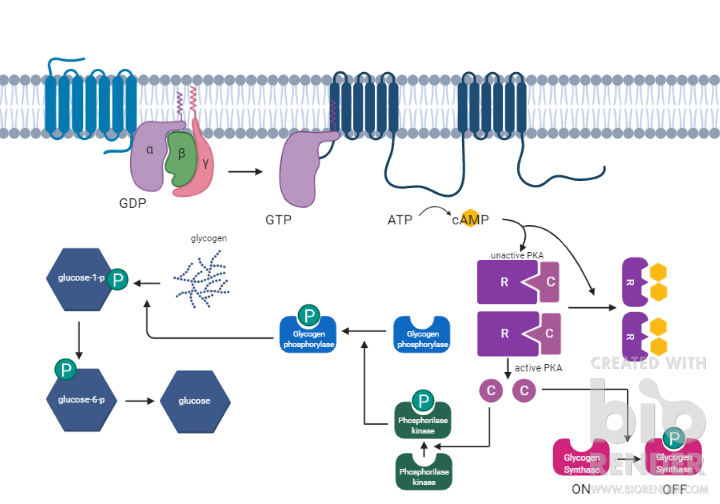 α
β
γ
GDP
GTP
ATP
cAMP
glycogen
unactive PKA
glucose-1-p
P
R
C
R
P
Glycogen
phosphorylase
Glycogen
phosphorylase
R
C
R
active PKA
CREATED WITH
bio
RENDER
WWW.BIORENDER.COM
P
glucose-6-p
glucose
P
Phosphorilase
kinase
C
C
P
Glycogen
Synthase
Glycogen
Synthase
Phosphorilase
kinase
ON
OFF